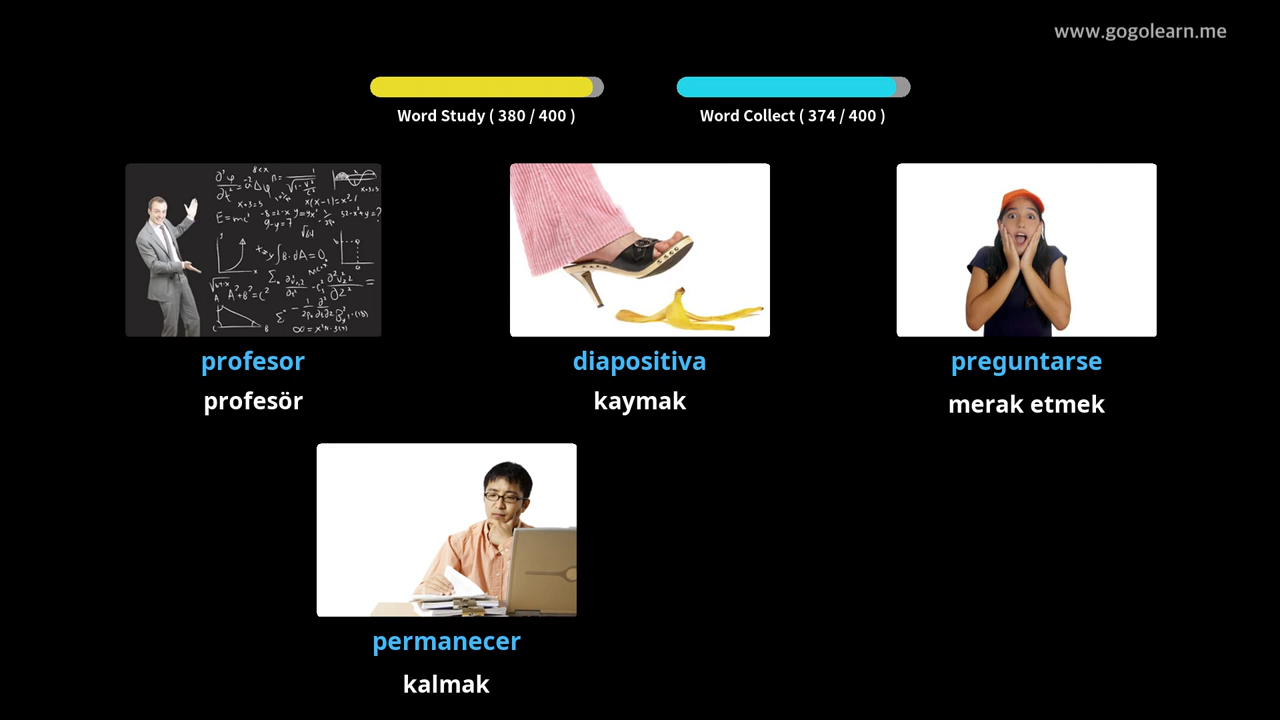 www.gogolearn.me
Word Study ( 380 / 400 )
Word Collect ( 374 / 400 )
profesor
profesör
diapositiva
kaymak
preguntarse
merak etmek
permanecer
kalmak